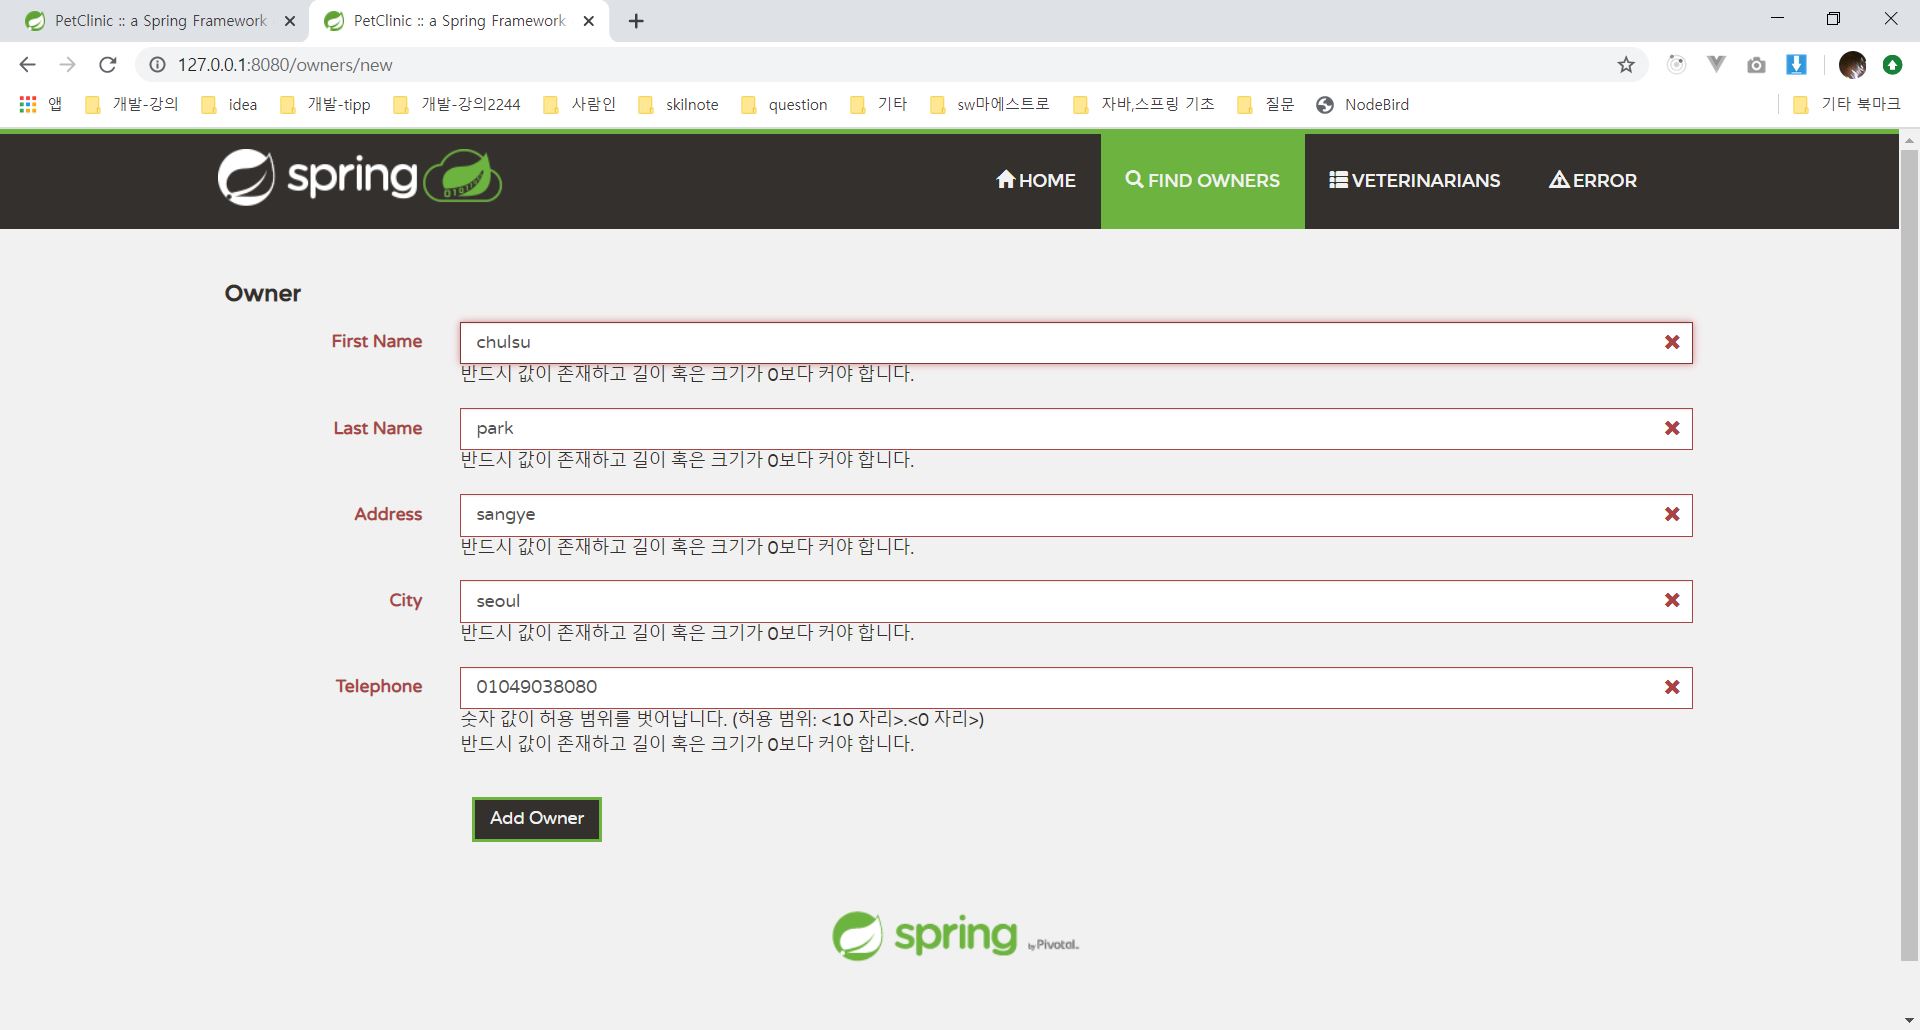 PetClinic :: a Spring Framework
PetClinic :: a Spring Framework
127.0.0.1:8080/owners/new
앱 개발-강의 idea 개발-tipp 개발-강의2244 사람인 skilnote question 기타 sw마에스트로 자바,스프링 기초 질문 NodeBird 기타 북마크
spring HOME FIND OWNERS VETERINARIANS ERROR
Owner
First Name chulsu
반드시 값이 존재하고 길이 혹은 크기가 0보다 커야 합니다.
Last Name park
반드시 값이 존재하고 길이 혹은 크기가 0보다 커야 합니다.
Address sangye
반드시 값이 존재하고 길이 혹은 크기가 0보다 커야 합니다.
City seoul
반드시 값이 존재하고 길이 혹은 크기가 0보다 커야 합니다.
Telephone 01049038080
숫자 값이 허용 범위를 벗어납니다. (허용 범위: <10 자리>.<0 자리>)
반드시 값이 존재하고 길이 혹은 크기가 0보다 커야 합니다.
Add Owner
spring by Pivotal